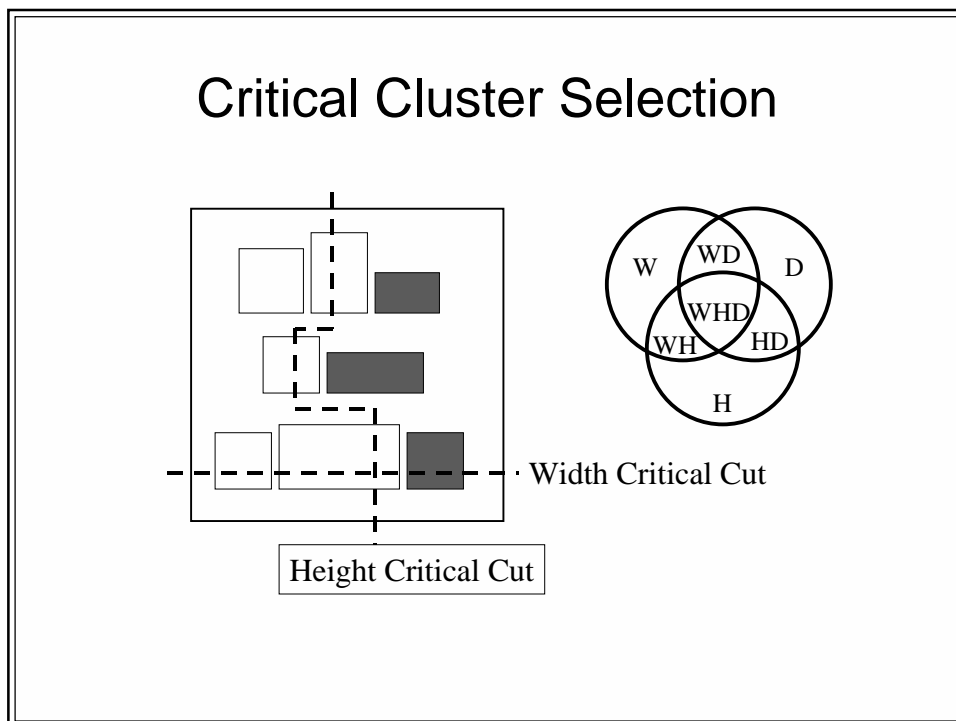 Critical Cluster Selection
W
WD
D
WHD
WH
HD
H
Width Critical Cut
Height Critical Cut